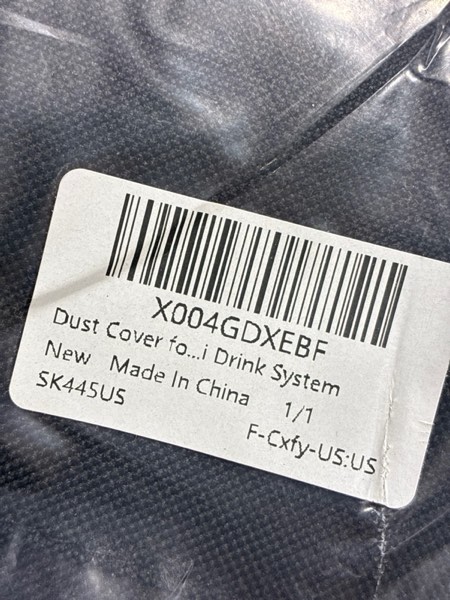 X004GDXEBF
Dust Cover fo...i Drink System
New Made In China 1/1
SK445US
F-Cxfy-US:US